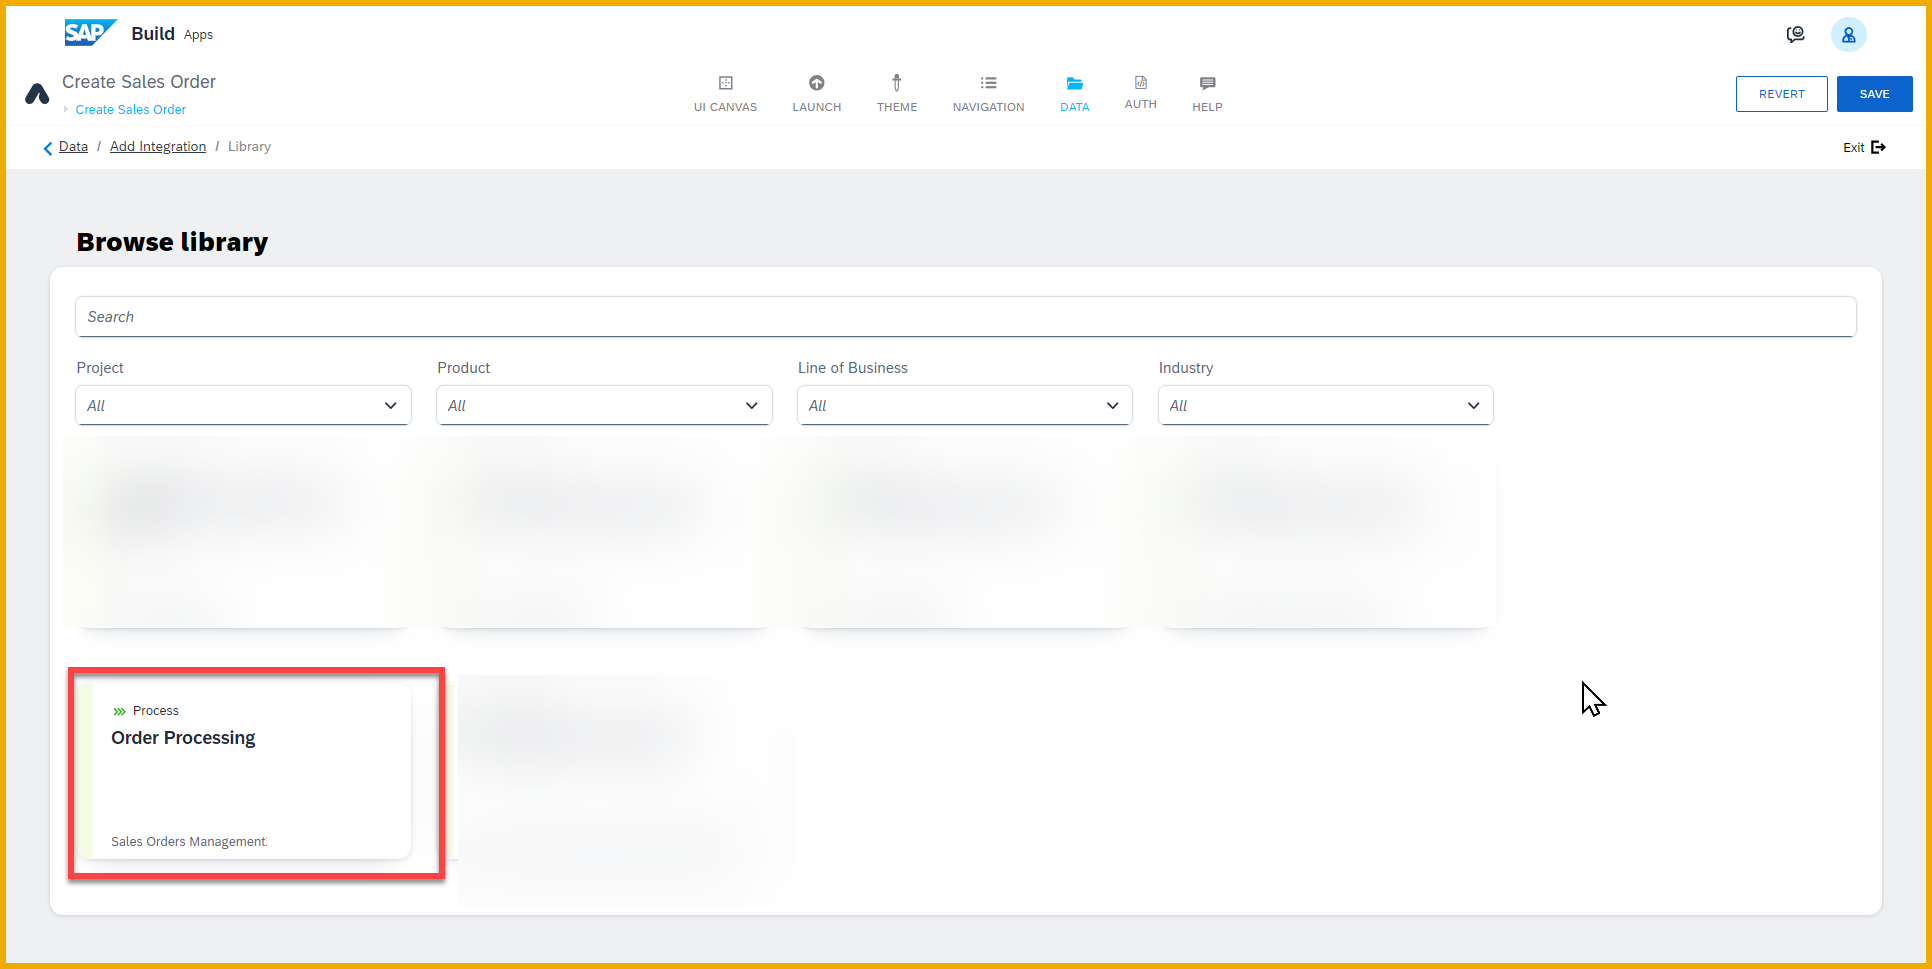 SAP Build Apps
Create Sales Order
Create Sales Order
UI CANVAS
LAUNCH
THEME
NAVIGATION
DATA
AUTH
HELP
REVERT
SAVE
Data / Add Integration / Library
Exit
Browse library
Search
Project
Product
Line of Business
Industry
All
All
All
All
Process
Order Processing
Sales Orders Management